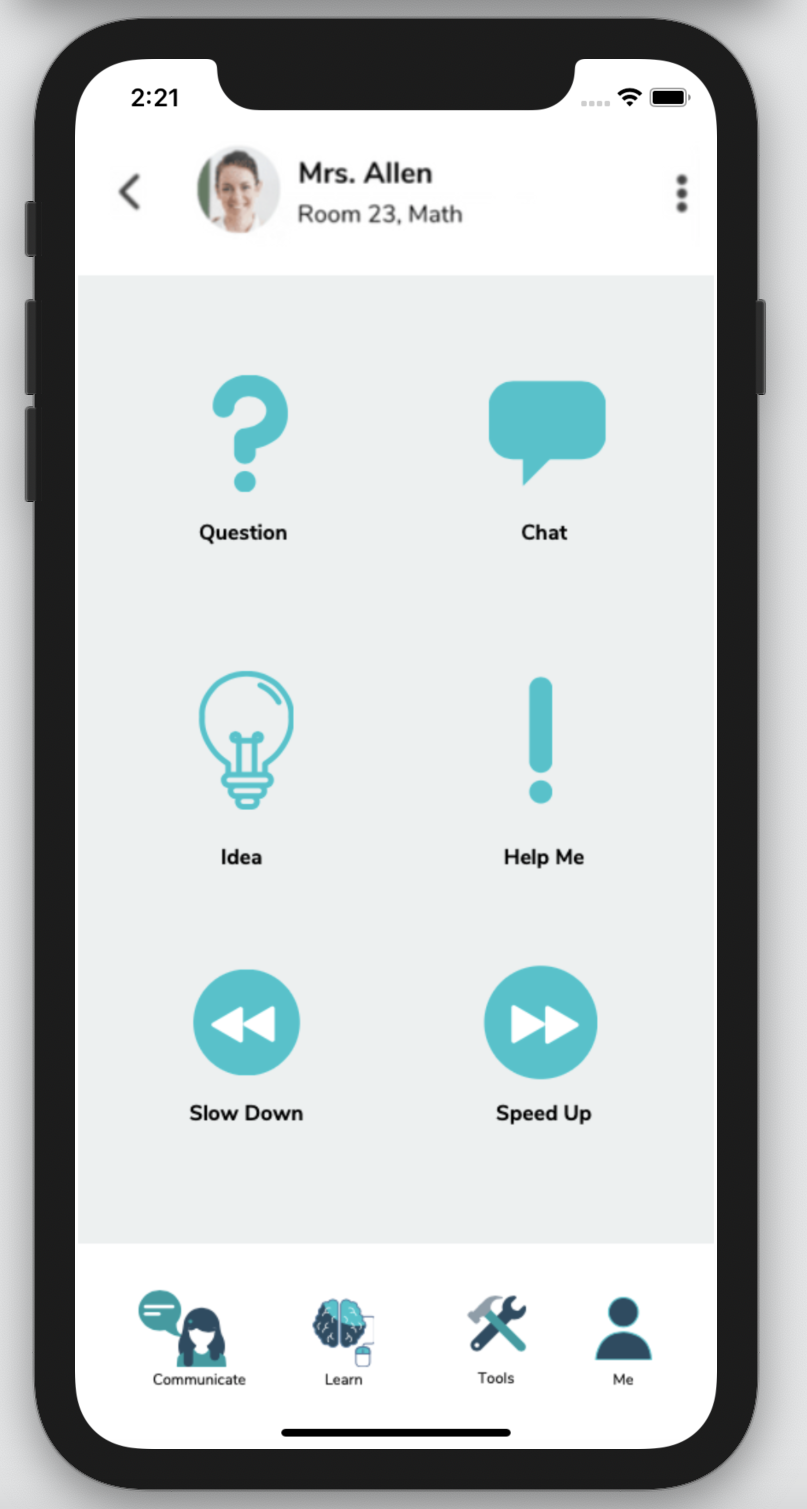 2:21
Mrs. Allen
Room 23, Math
Question
Chat
Idea
Help Me
Slow Down
Speed Up
Communicate
Learn
Tools
Me